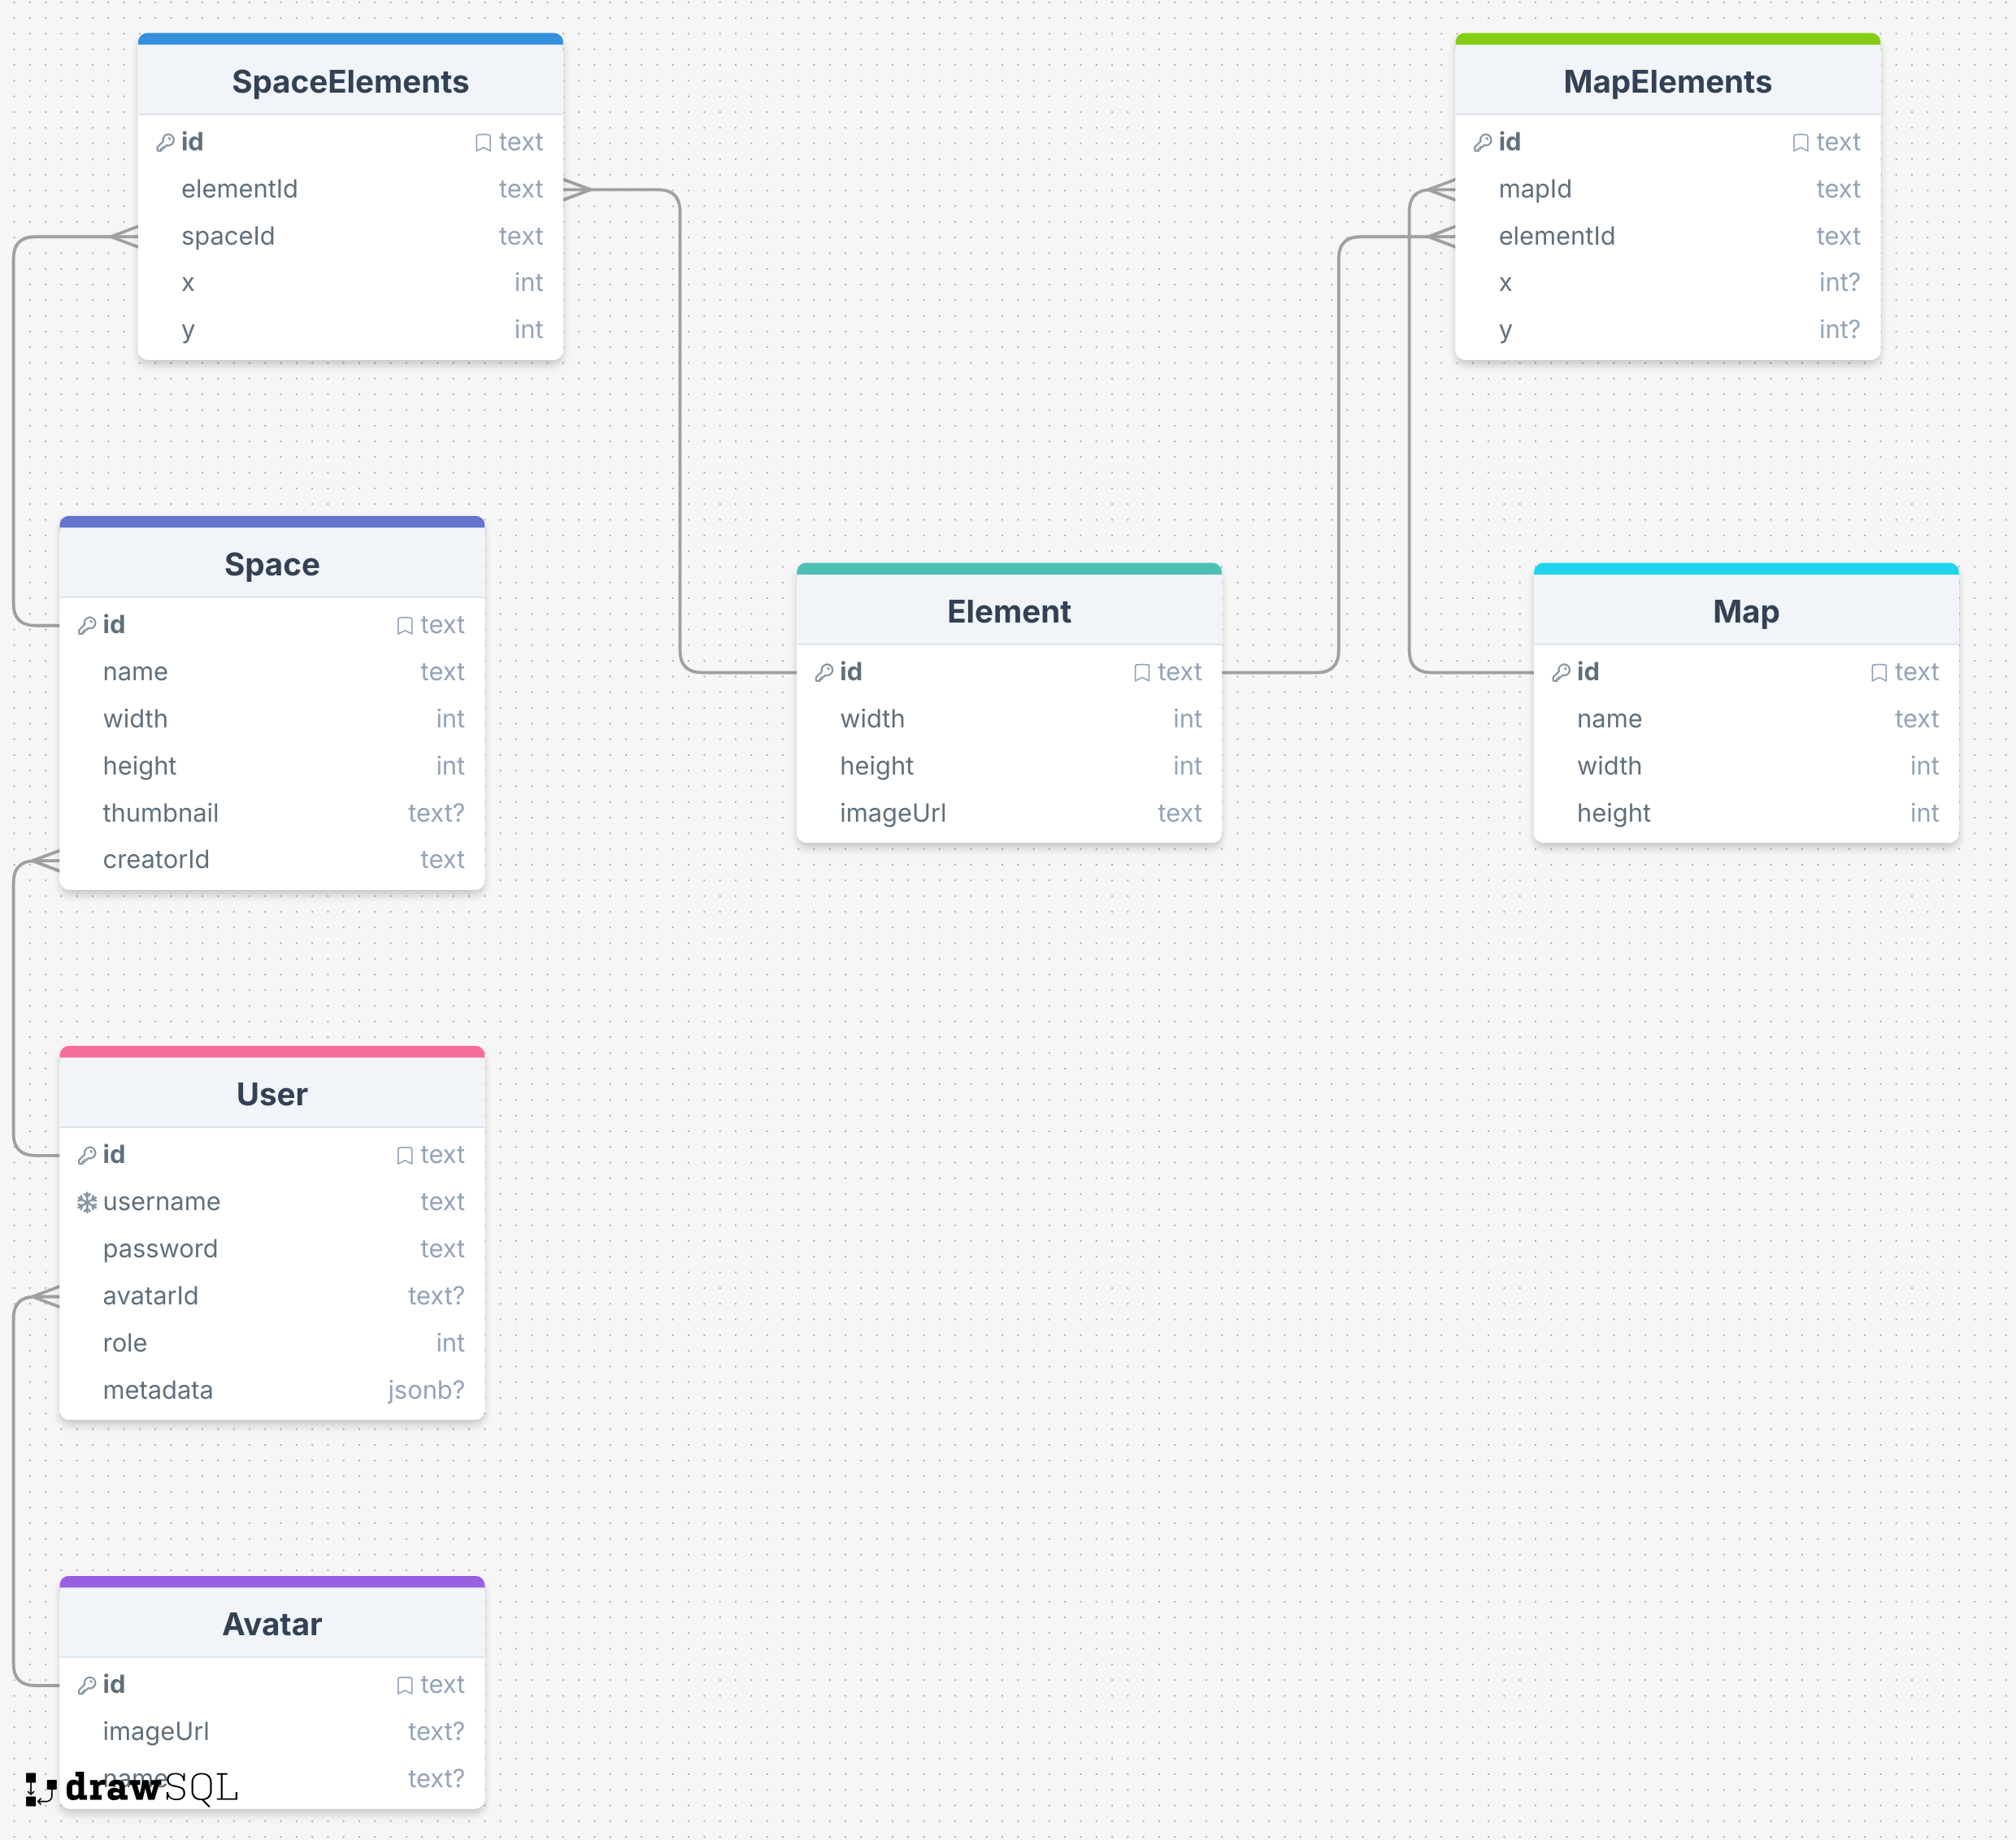 SpaceElements
id text
elementId text
spaceId text
x int
y int
MapElements
id text
mapId text
elementId text
x int?
y int?
Space
id text
name text
width int
height int
thumbnail text?
creatorId text
Element
id text
width int
height int
imageUrl text
Map
id text
name text
width int
height int
User
id text
username text
password text
avatarId text?
role int
metadata jsonb?
Avatar
id text
imageUrl text?
name text?
drawSQL